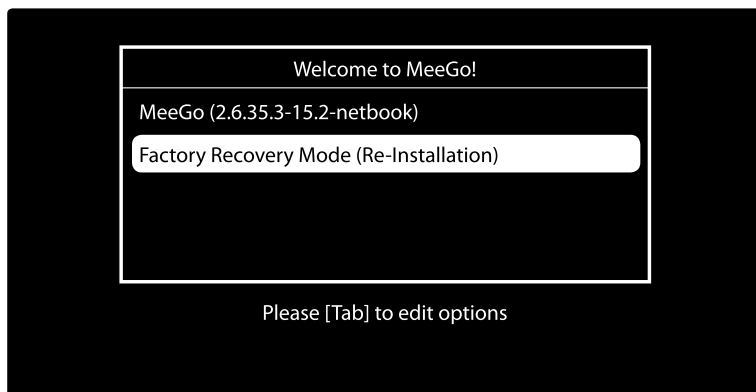 Welcome to MeeGo!
MeeGo (2.6.35.3-15.2-netbook)
Factory Recovery Mode (Re-Installation)
Please [Tab] to edit options